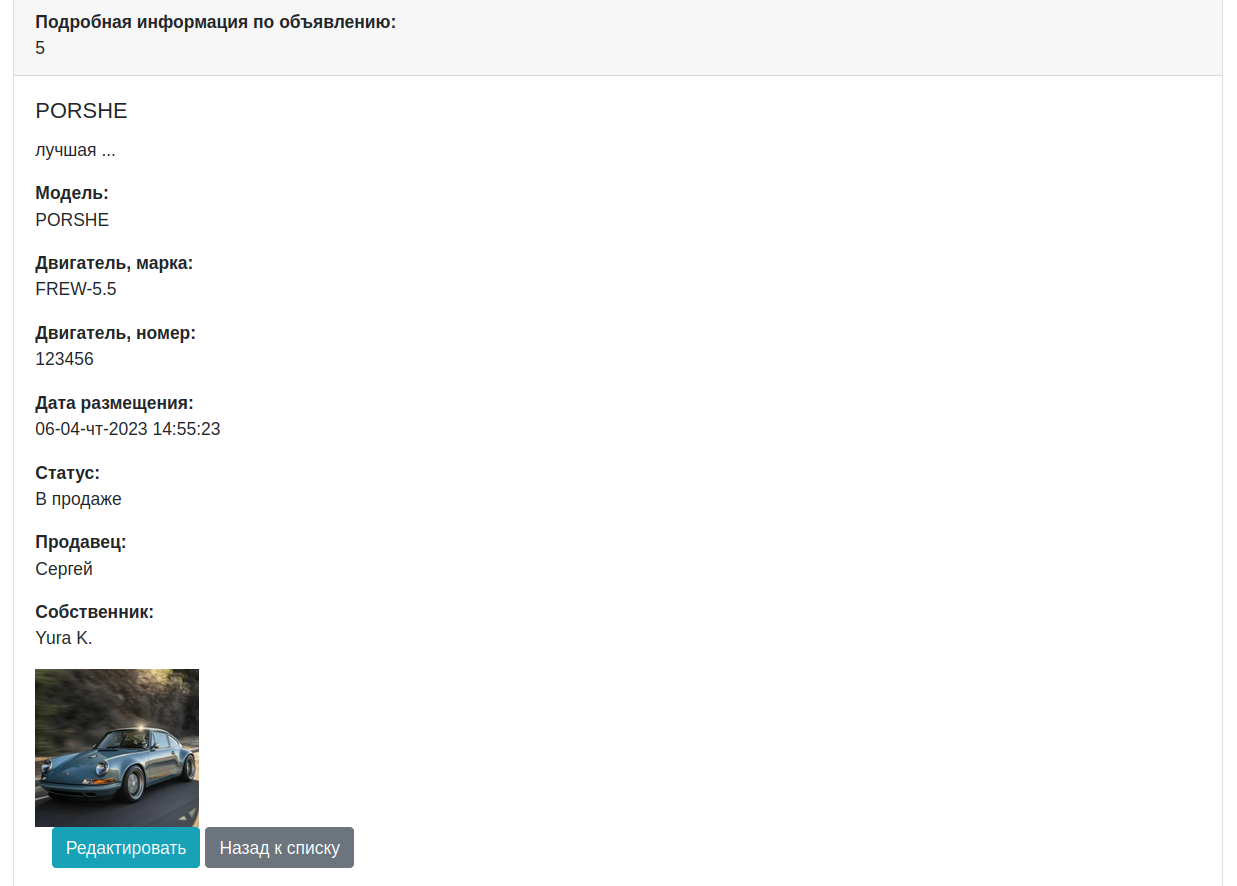 Подробная информация по объявлению:
5
PORSHE
лучшая ...
Модель:
PORSHE
Двигатель, марка:
FREW-5.5
Двигатель, номер:
123456
Дата размещения:
06-04-чт-2023 14:55:23
Статус:
В продаже
Продавец:
Сергей
Собственник:
Yura K.
Редактировать Назад к списку